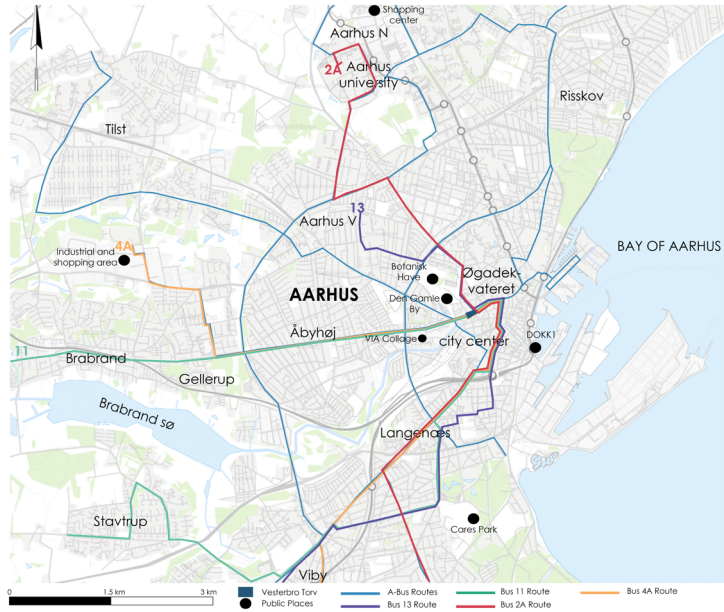 Shopping
center
Aarhus N
2A
Aarhus
university
Risskov
Tilst
13
Aarhus V
4A
Industrial and
shopping area
BAY OF AARHUS
Botanisk
Have
Øgadek-
vateret
AARHUS
Den Gamle
By
Åbyhøj
VIA Collage
city center
DOKK1
11
Brabrand
Gellerup
Brabrand sø
Langenæs
Stavtrup
Cares Park
Viby
0 1,5 km 3 km
Vesterbro Torv
Public Places
A-Bus Routes
Bus 13 Route
Bus 11 Route
Bus 2A Route
Bus 4A Route